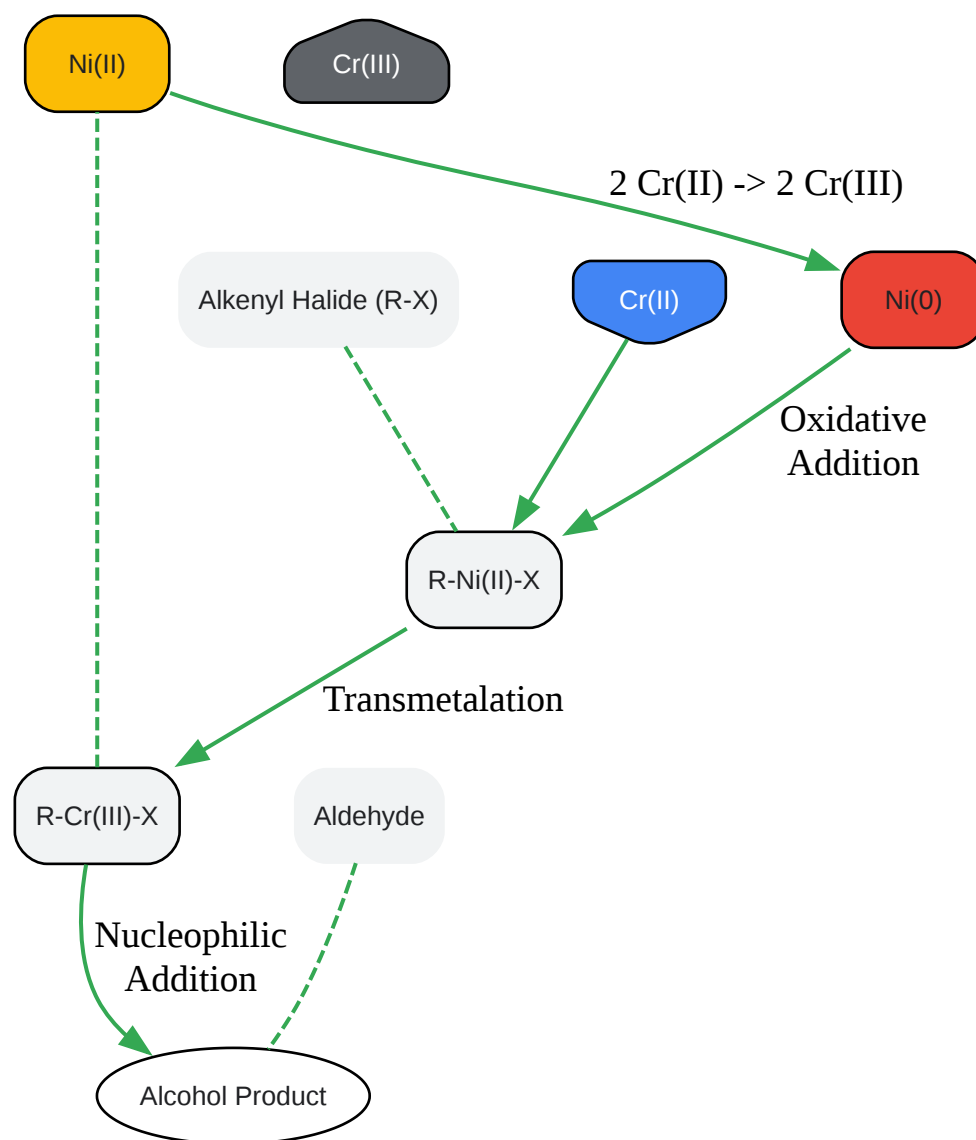 Ni(II)
Cr(III)
2 Cr(II) -> 2 Cr(III)
Alkenyl Halide (R-X)
Cr(II)
Ni(0)
Oxidative
Addition
R-Ni(II)-X
Transmetalation
R-Cr(III)-X
Aldehyde
Nucleophilic
Addition
Alcohol Product